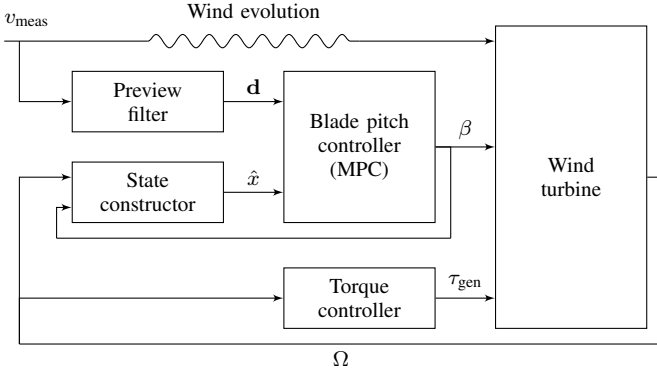 Wind evolution
v_meas
Preview
filter
d
Blade pitch
controller
(MPC)
β
Wind
turbine
State
constructor
x̂
Torque
controller
τ_gen
Ω